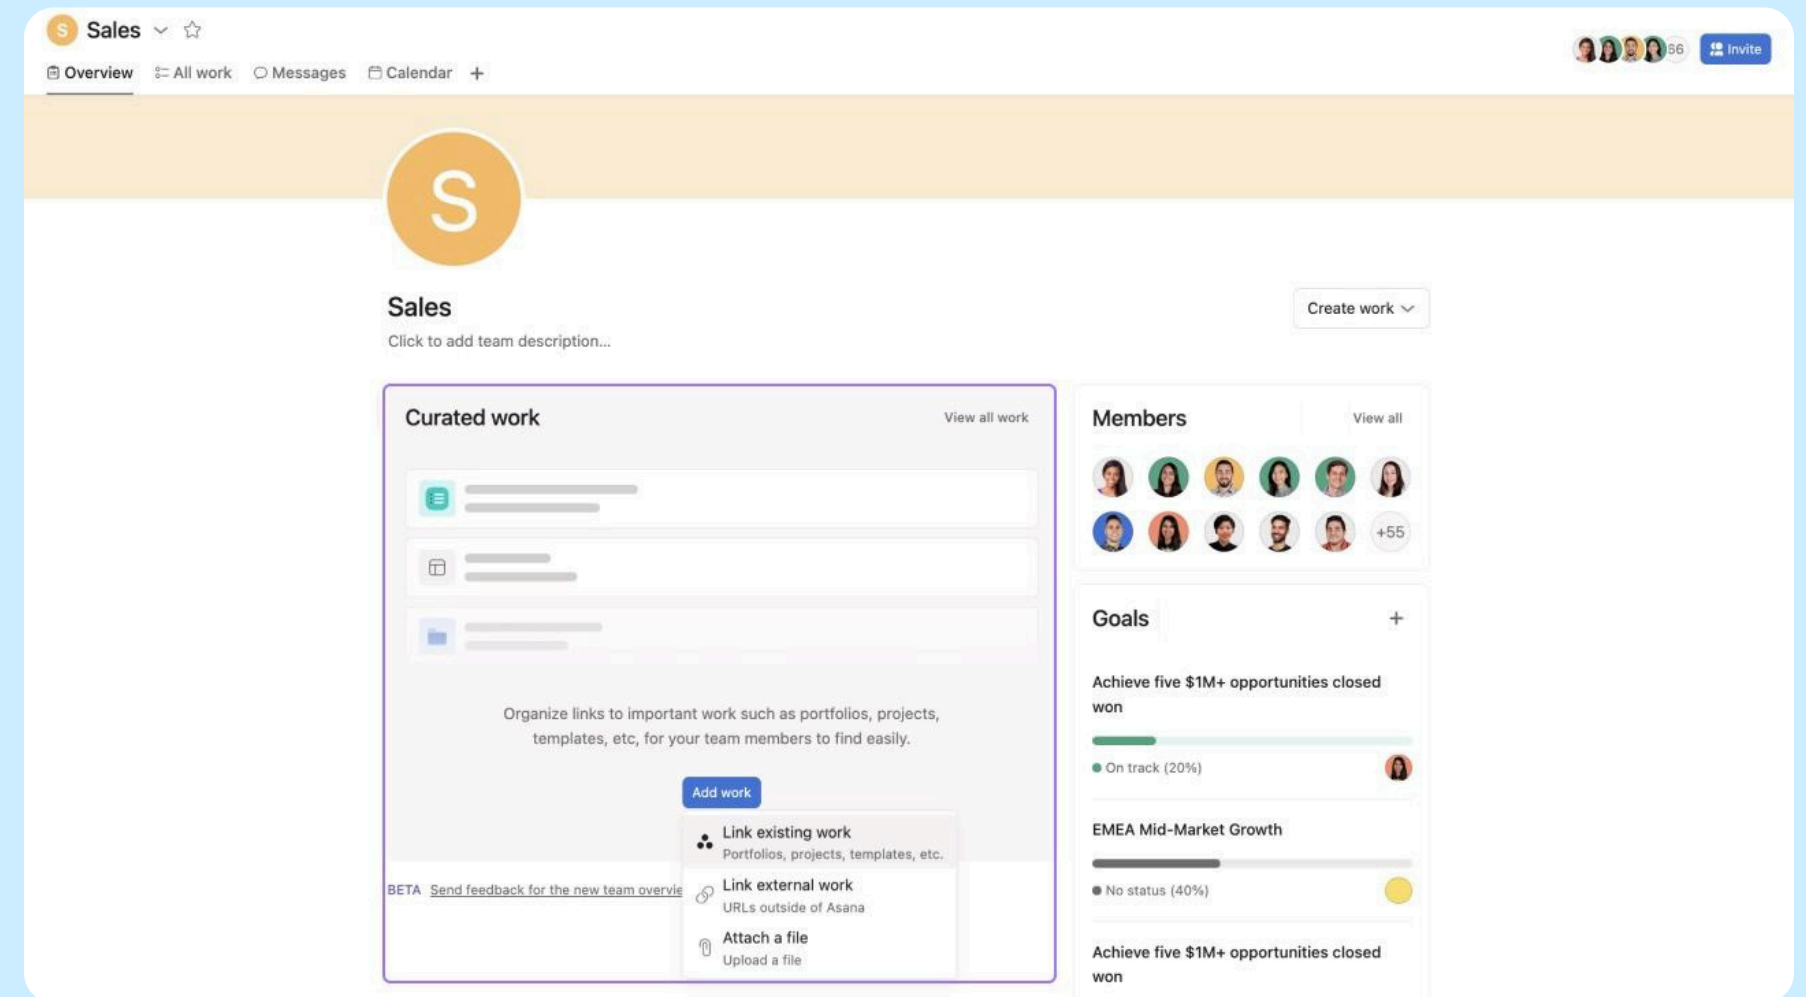 S Sales
Overview All work Messages Calendar +
66 Invite
S
Sales
Click to add team description...
Create work
Curated work
View all work
Organize links to important work such as portfolios, projects,
templates, etc, for your team members to find easily.
Add work
Link existing work
Portfolios, projects, templates, etc.
Link external work
URLs outside of Asana
Attach a file
Upload a file
BETA Send feedback for the new team
Members
View all
+55
Goals +
Achieve five $1M+ opportunities closed
won
On track (20%)
EMEA Mid-Market Growth
No status (40%)
Achieve five $1M+ opportunities closed
won